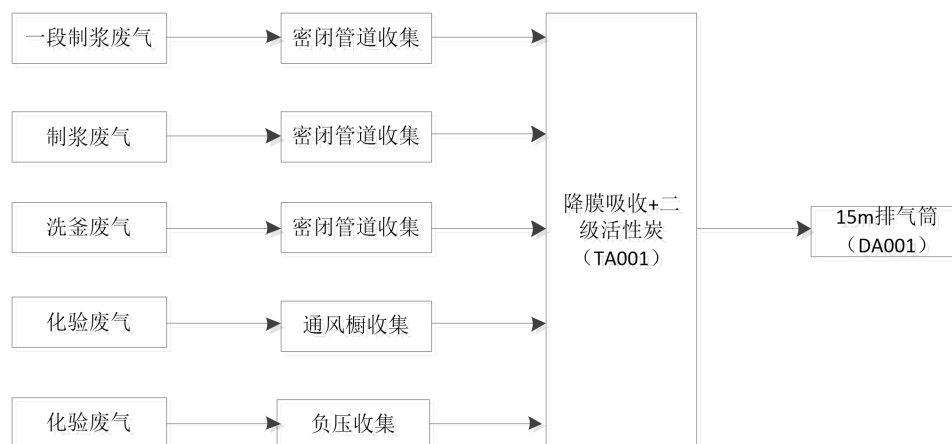 一段制浆废气
密闭管道收集
制浆废气
密闭管道收集
洗釜废气
密闭管道收集
化验废气
通风橱收集
化验废气
负压收集
降膜吸收+二
级活性炭
（TA001）
15m排气筒
（DA001）